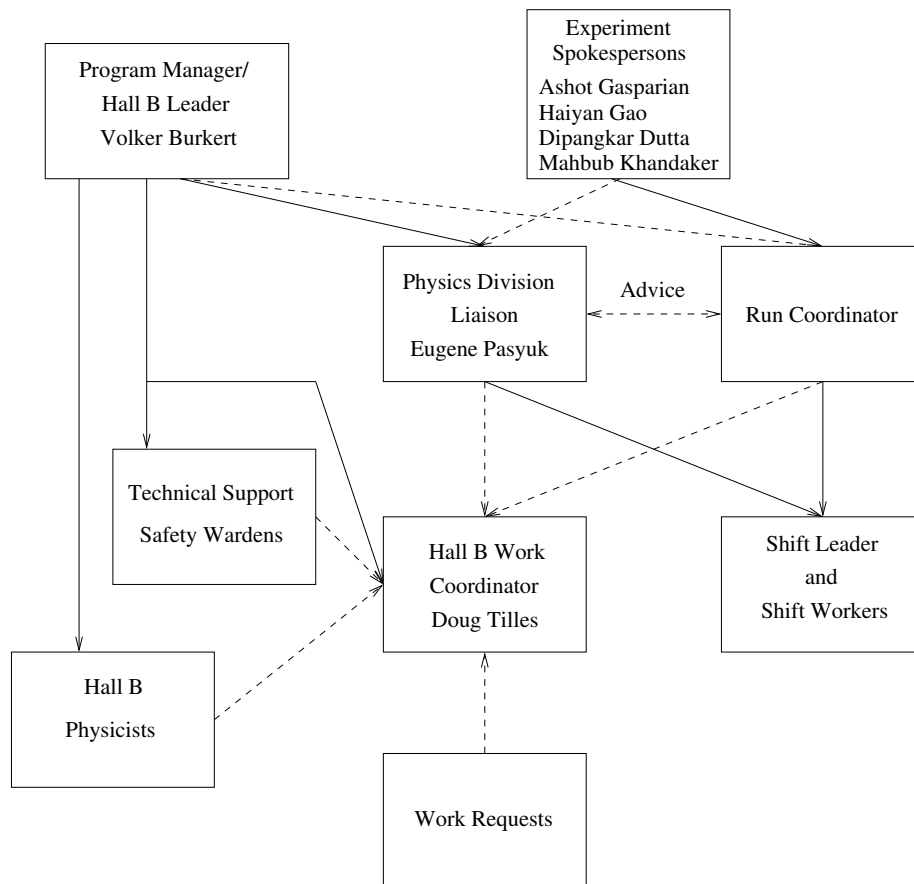 Program Manager/
Hall B Leader
Volker Burkert
Experiment
Spokespersons
Ashot Gasparian
Haiyan Gao
Dipangkar Dutta
Mahbub Khandaker
Physics Division
Liaison
Eugene Pasyuk
Advice
Run Coordinator
Technical Support
Safety Wardens
Hall B Work
Coordinator
Doug Tilles
Shift Leader
and
Shift Workers
Hall B
Physicists
Work Requests